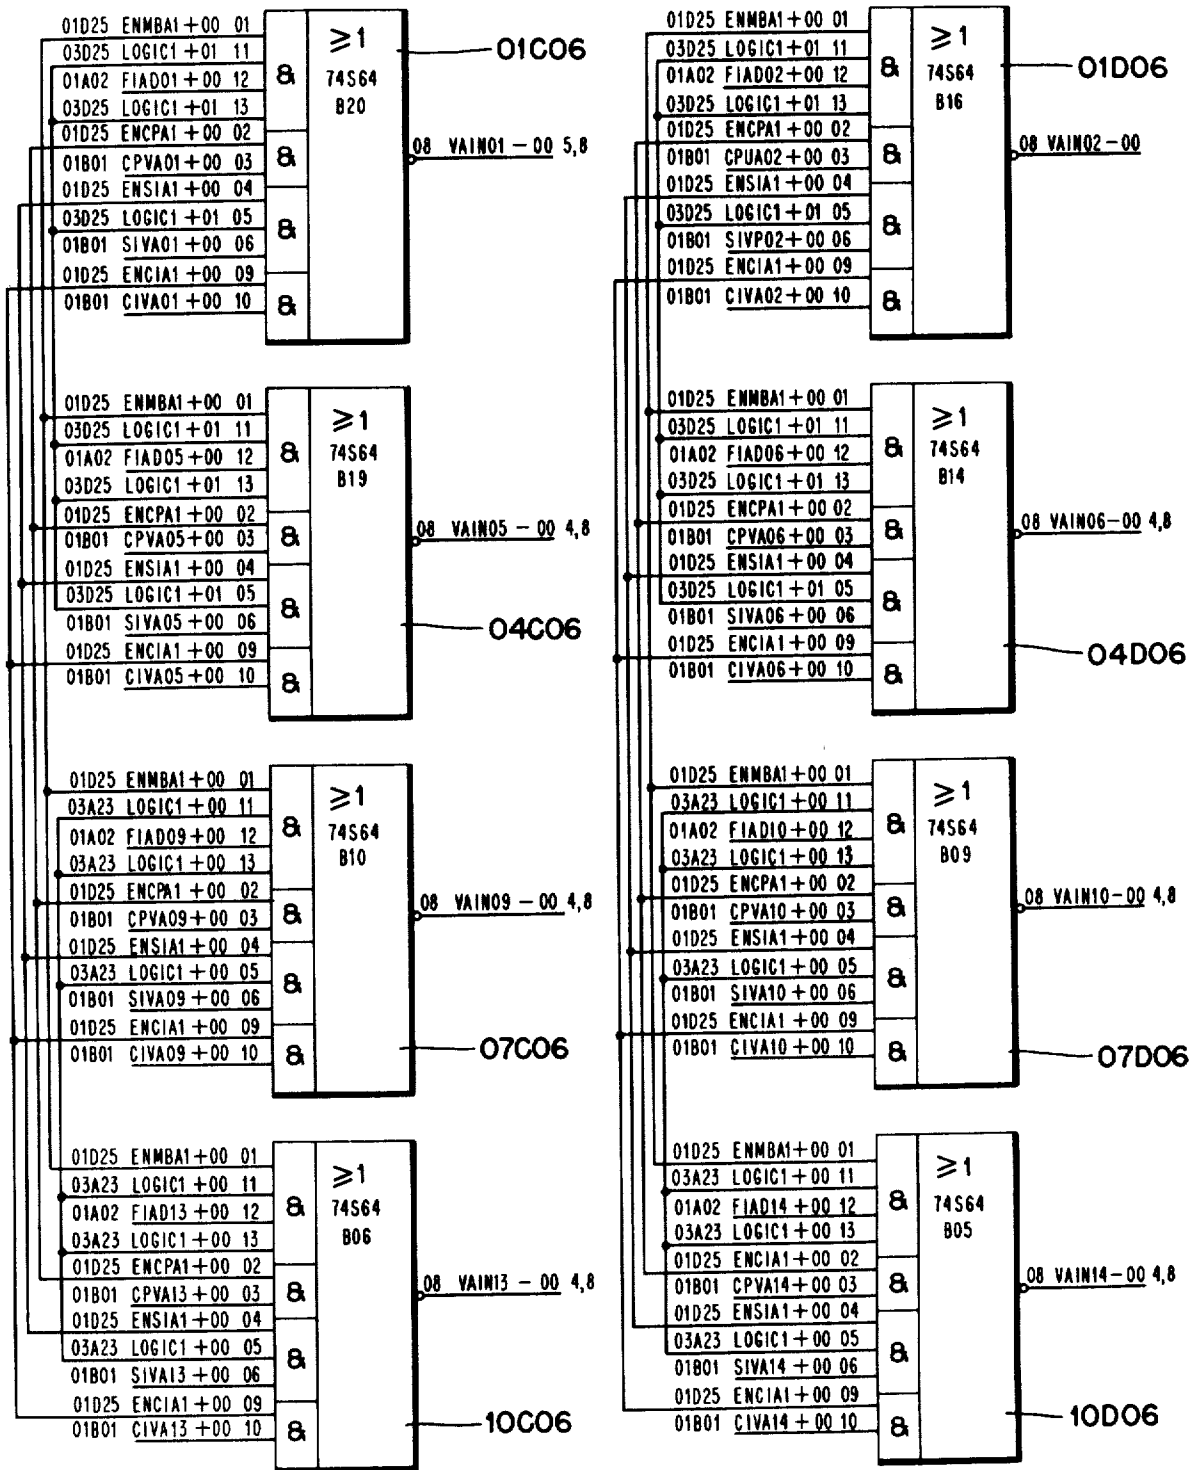 01D25 ENMBA1+00 01
03D25 LOGIC1+01 11
01A02 FIAD01+00 12
03D25 LOGIC1+01 13
01D25 ENCPA1+00 02
01B01 CPVA01+00 03
01D25 ENSIA1+00 04
03D25 LOGIC1+01 05
01B01 SIVA01+00 06
01D25 ENCIA1+00 09
01B01 CIVA01+00 10
&
&
&
&
≥1
74S64
B20
01C06
08 VAIN01-00 5,8
01D25 ENMBA1+00 01
03D25 LOGIC1+01 11
01A02 FIAD02+00 12
03D25 LOGIC1+01 13
01D25 ENCPA1+00 02
01B01 CPUA02+00 03
01D25 ENSIA1+00 04
03D25 LOGIC1+01 05
01B01 SIVP02+00 06
01D25 ENCIA1+00 09
01B01 CIVA02+00 10
&
&
&
&
≥1
74S64
B16
01D06
08 VAIN02-00
01D25 ENMBA1+00 01
03D25 LOGIC1+01 11
01A02 FIAD05+00 12
03D25 LOGIC1+01 13
01D25 ENCPA1+00 02
01B01 CPVA05+00 03
01D25 ENSIA1+00 04
03D25 LOGIC1+01 05
01B01 SIVA05+00 06
01D25 ENCIA1+00 09
01B01 CIVA05+00 10
&
&
&
&
≥1
74S64
B19
08 VAIN05-00 4,8
04C06
01D25 ENMBA1+00 01
03D25 LOGIC1+01 11
01A02 FIAD06+00 12
03D25 LOGIC1+01 13
01D25 ENCPA1+00 02
01B01 CPVA06+00 03
01D25 ENSIA1+00 04
03D25 LOGIC1+01 05
01B01 SIVA06+00 06
01D25 ENCIA1+00 09
01B01 CIVA06+00 10
&
&
&
&
≥1
74S64
B14
08 VAIN06-00 4,8
04D06
01D25 ENMBA1+00 01
03A23 LOGIC1+00 11
01A02 FIAD09+00 12
03A23 LOGIC1+00 13
01D25 ENCPA1+00 02
01B01 CPVA09+00 03
01D25 ENSIA1+00 04
03A23 LOGIC1+00 05
01B01 SIVA09+00 06
01D25 ENCIA1+00 09
01B01 CIVA09+00 10
&
&
&
&
≥1
74S64
B10
08 VAIN09-00 4,8
07C06
01D25 ENMBA1+00 01
03A23 LOGIC1+00 11
01A02 FIAD10+00 12
03A23 LOGIC1+00 13
01D25 ENCPA1+00 02
01B01 CPVA10+00 03
01D25 ENSIA1+00 04
03A23 LOGIC1+00 05
01B01 SIVA10+00 06
01D25 ENCIA1+00 09
01B01 CIVA10+00 10
&
&
&
&
≥1
74S64
B09
08 VAIN10-00 4,8
07D06
01D25 ENMBA1+00 01
03A23 LOGIC1+00 11
01A02 FIAD13+00 12
03A23 LOGIC1+00 13
01D25 ENCPA1+00 02
01B01 CPVA13+00 03
01D25 ENSIA1+00 04
03A23 LOGIC1+00 05
01B01 SIVA13+00 06
01D25 ENCIA1+00 09
01B01 CIVA13+00 10
&
&
&
&
≥1
74S64
B06
08 VAIN13-00 4,8
10C06
01D25 ENMBA1+00 01
03A23 LOGIC1+00 11
01A02 FIAD14+00 12
03A23 LOGIC1+00 13
01D25 ENCIA1+00 02
01B01 CPVA14+00 03
01D25 ENSIA1+00 04
03A23 LOGIC1+00 05
01B01 SIVA14+00 06
01D25 ENCIA1+00 09
01B01 CIVA14+00 10
&
&
&
&
≥1
74S64
B05
08 VAIN14-00 4,8
10D06